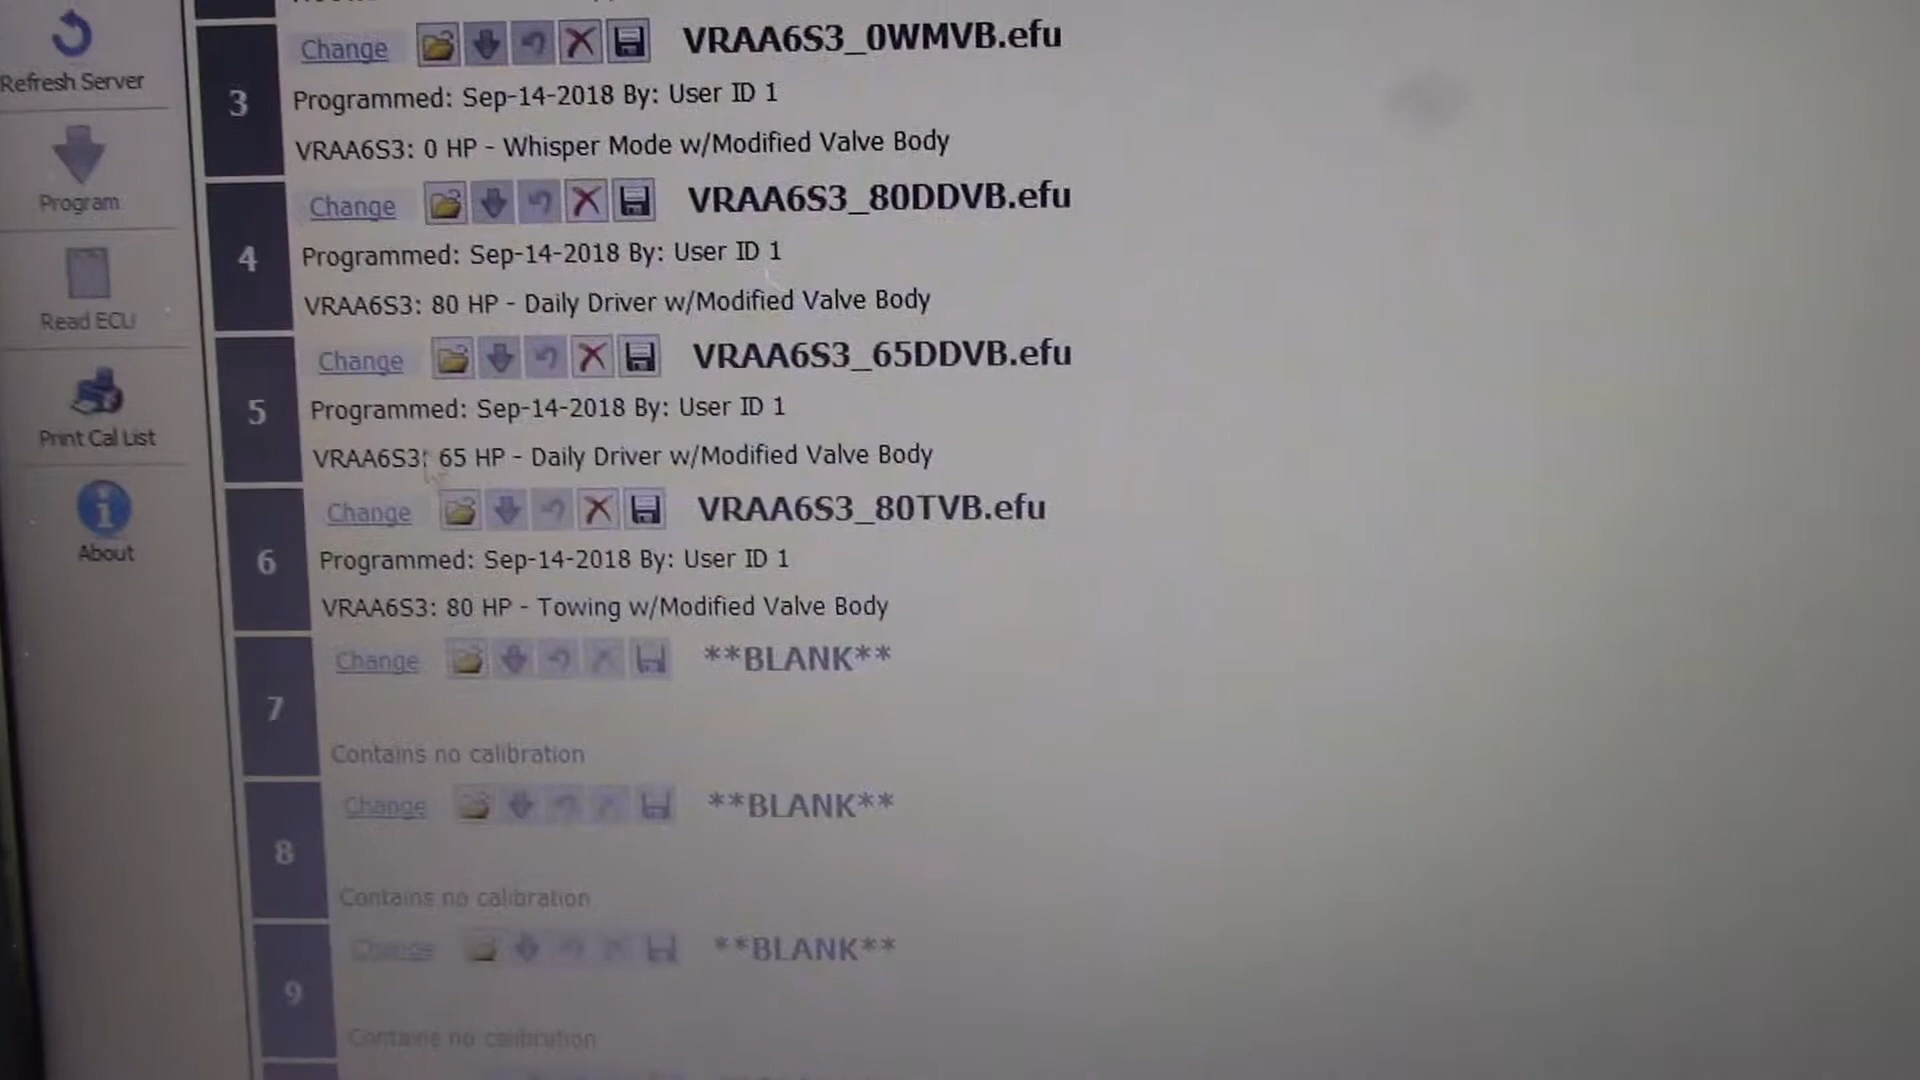 Refresh Server
Program
Read ECU
Print Cal List
About
3
Change
VRAA6S3_0WMVB.efu
Programmed: Sep-14-2018 By: User ID 1
VRAA6S3: 0 HP - Whisper Mode w/Modified Valve Body
4
Change
VRAA6S3_80DDVB.efu
Programmed: Sep-14-2018 By: User ID 1
VRAA6S3: 80 HP - Daily Driver w/Modified Valve Body
5
Change
VRAA6S3_65DDVB.efu
Programmed: Sep-14-2018 By: User ID 1
VRAA6S3: 65 HP - Daily Driver w/Modified Valve Body
6
Change
VRAA6S3_80TVB.efu
Programmed: Sep-14-2018 By: User ID 1
VRAA6S3: 80 HP - Towing w/Modified Valve Body
7
Change
**BLANK**
Contains no calibration
8
Change
**BLANK**
Contains no calibration
9
Change
**BLANK**
Contains no calibration